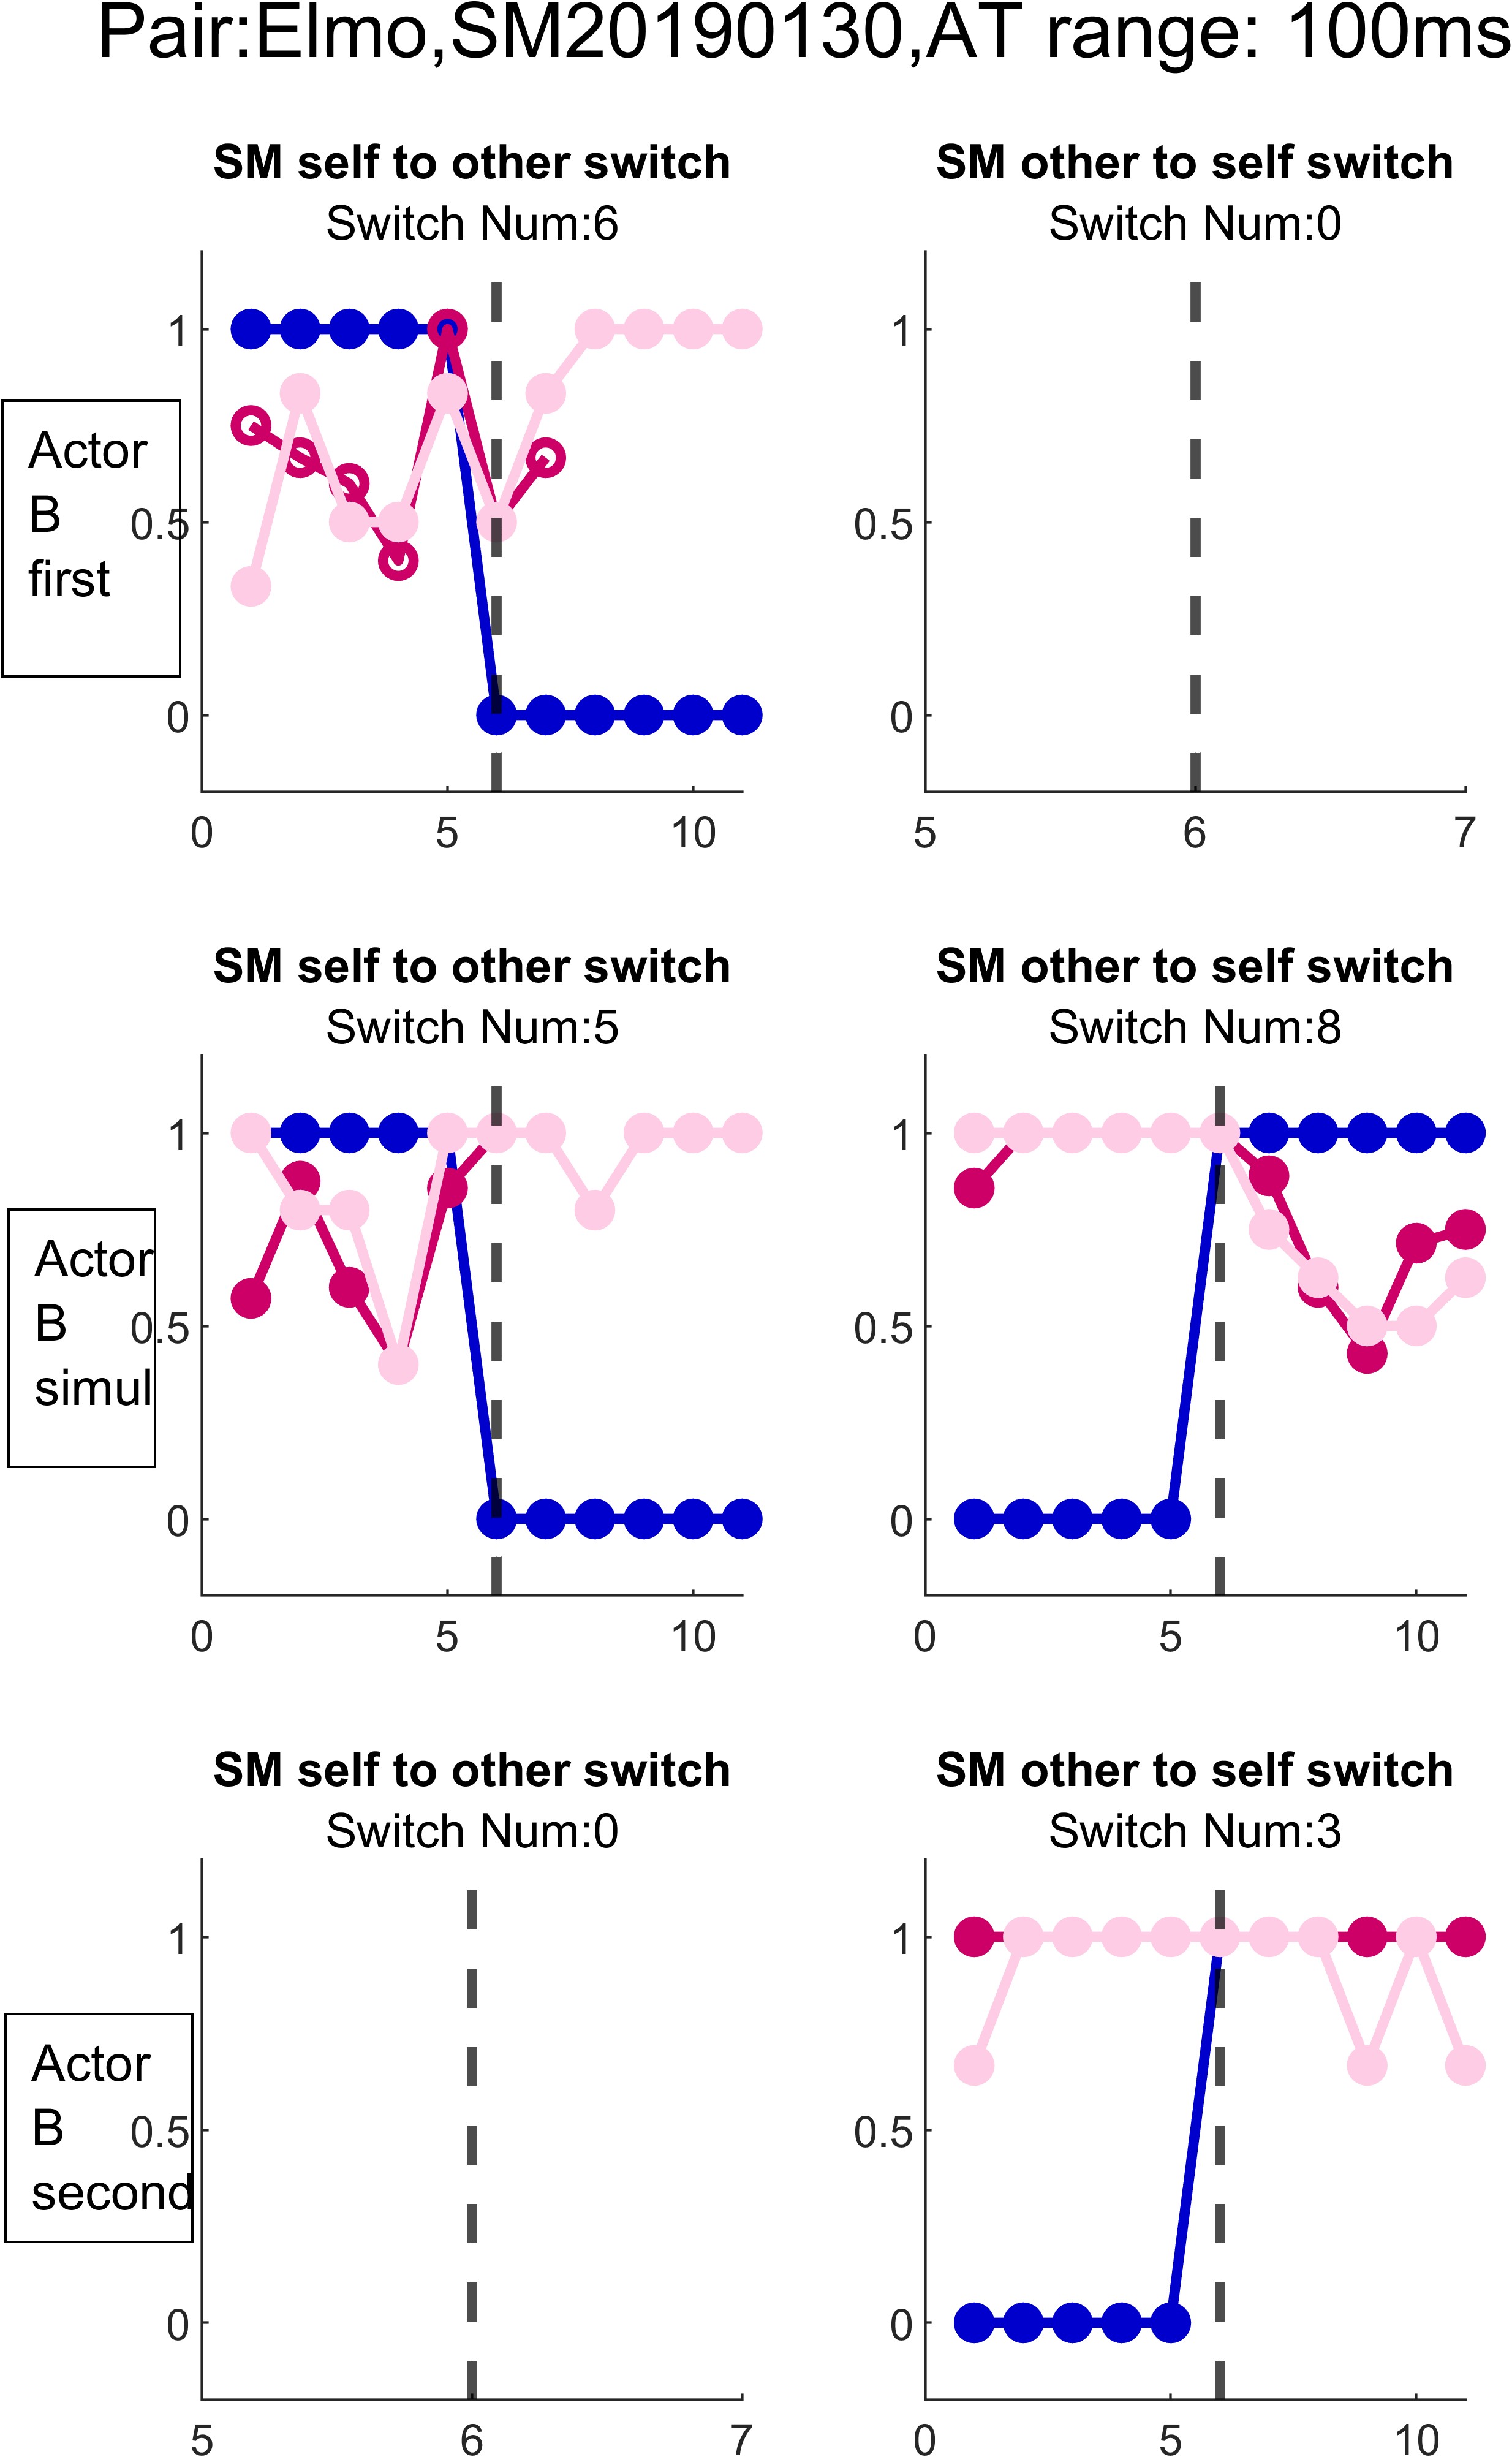 Pair:Elmo,SM20190130,AT range: 100ms
SM self to other switch
Switch Num:6
1
0.5
0
0 5 10
Actor
B
first
SM other to self switch
Switch Num:0
1
0.5
0
5 6 7
SM self to other switch
Switch Num:5
1
0.5
0
0 5 10
Actor
B
simul
SM other to self switch
Switch Num:8
1
0.5
0
0 5 10
SM self to other switch
Switch Num:0
1
0.5
0
5 6 7
Actor
B
second
SM other to self switch
Switch Num:3
1
0.5
0
0 5 10